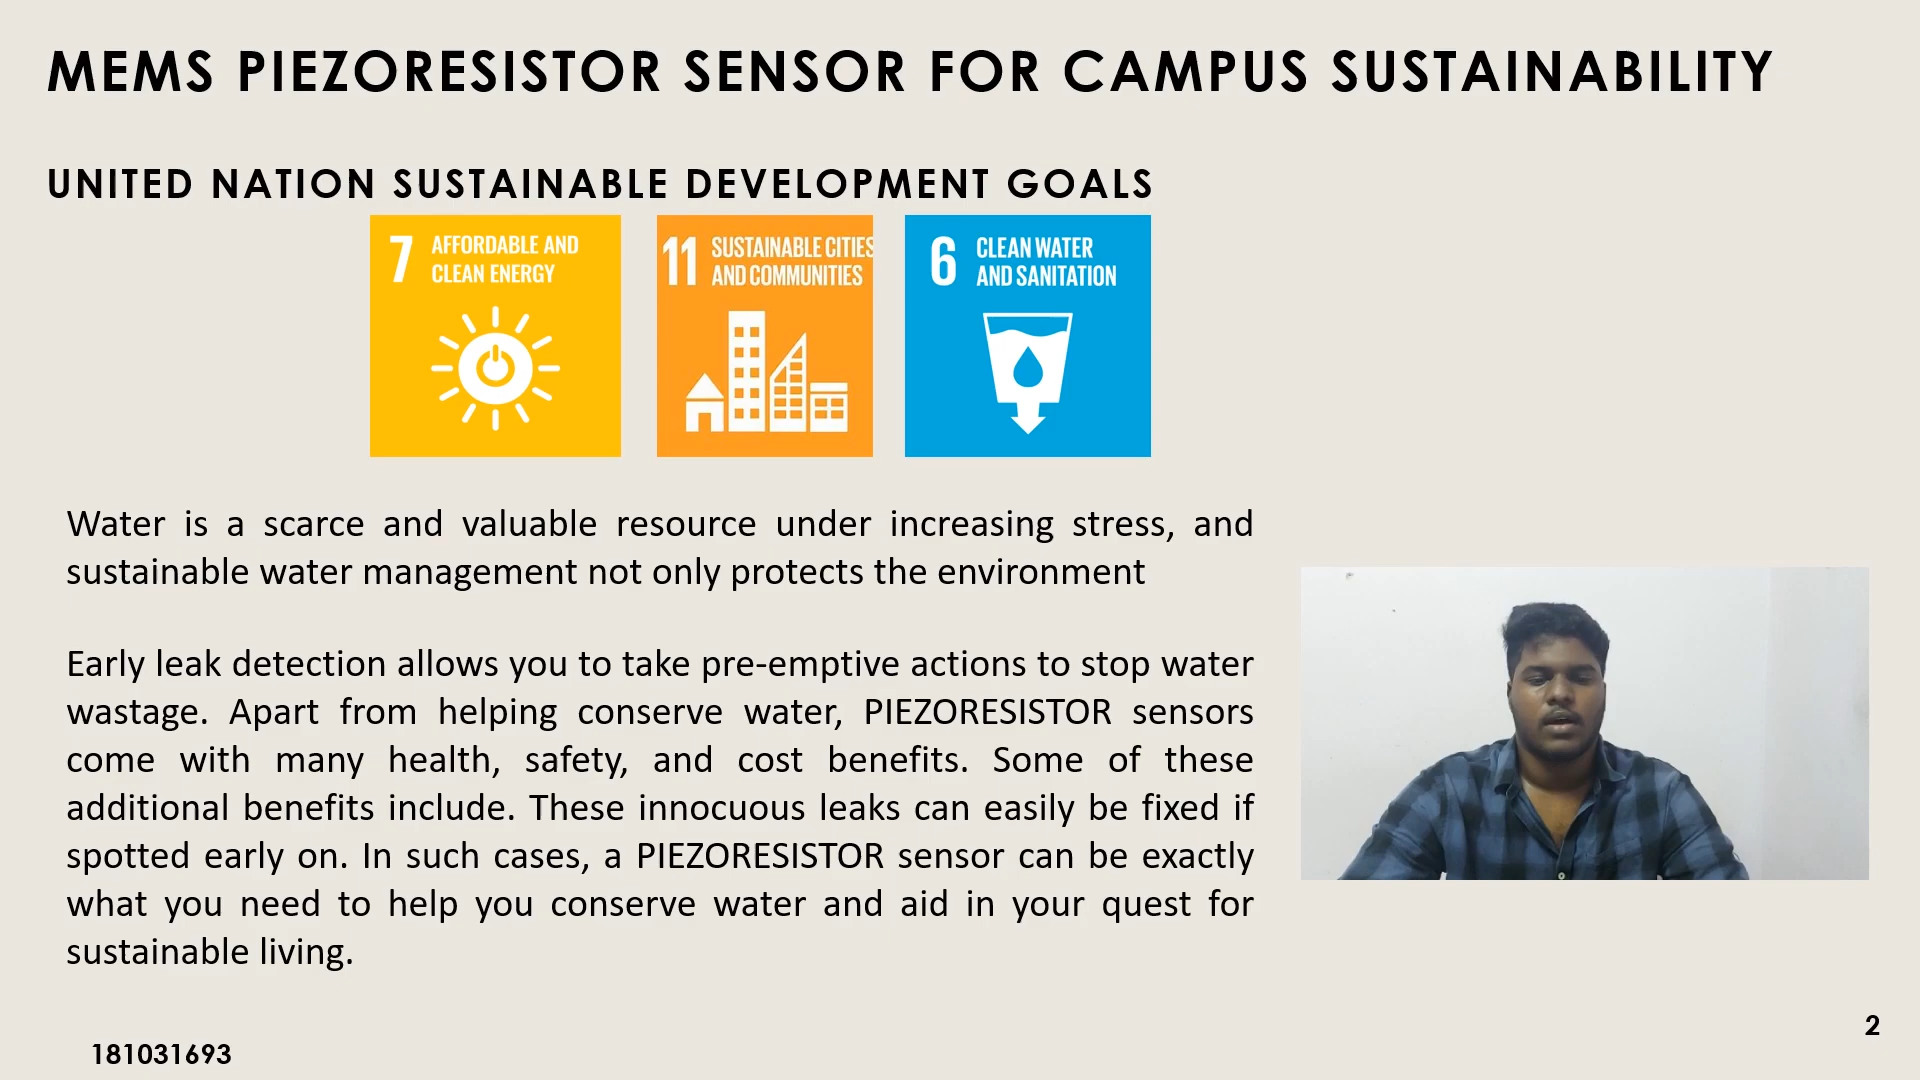 MEMS PIEZORESISTOR SENSOR FOR CAMPUS SUSTAINABILITY
UNITED NATION SUSTAINABLE DEVELOPMENT GOALS
7 AFFORDABLE AND
CLEAN ENERGY
11 SUSTAINABLE CITIES
AND COMMUNITIES
6 CLEAN WATER
AND SANITATION
Water is a scarce and valuable resource under increasing stress, and
sustainable water management not only protects the environment
Early leak detection allows you to take pre-emptive actions to stop water
wastage. Apart from helping conserve water, PIEZORESISTOR sensors
come with many health, safety, and cost benefits. Some of these
additional benefits include. These innocuous leaks can easily be fixed if
spotted early on. In such cases, a PIEZORESISTOR sensor can be exactly
what you need to help you conserve water and aid in your quest for
sustainable living.
2
181031693